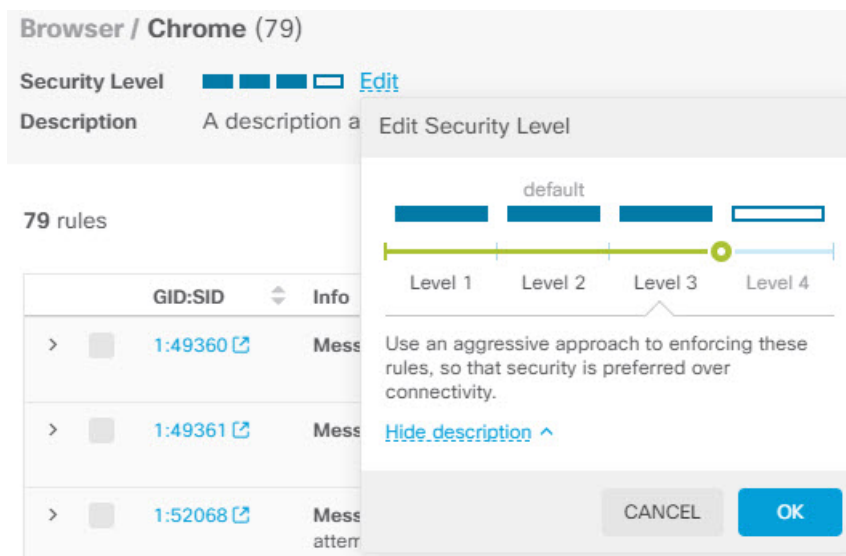 Browser / Chrome (79)
Security Level Edit
Description A description a
Edit Security Level
default
Level 1 Level 2 Level 3 Level 4
Use an aggressive approach to enforcing these
rules, so that security is preferred over
connectivity.
Hide description
CANCEL OK
79 rules
GID:SID Info
1:49360 Mess
1:49361 Mess
1:52068 Mess
attem